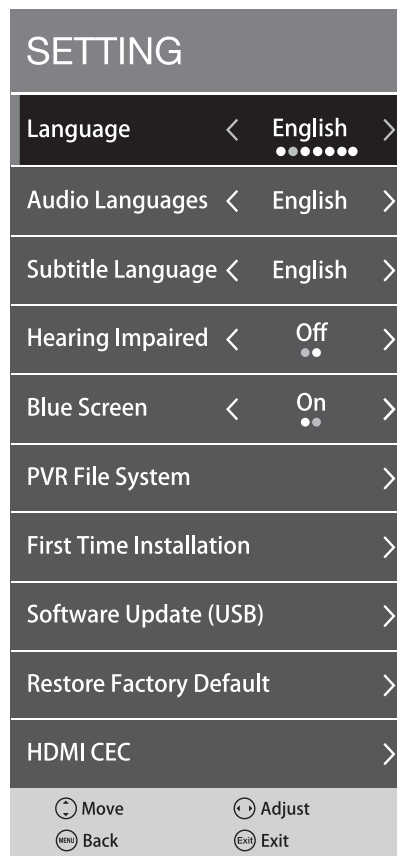 SETTING
Language < English >
Audio Languages < English >
Subtitle Language < English >
Hearing Impaired < Off >
Blue Screen < On >
PVR File System >
First Time Installation >
Software Update (USB) >
Restore Factory Default >
HDMI CEC >
Move Adjust
MENU Back Exit Exit